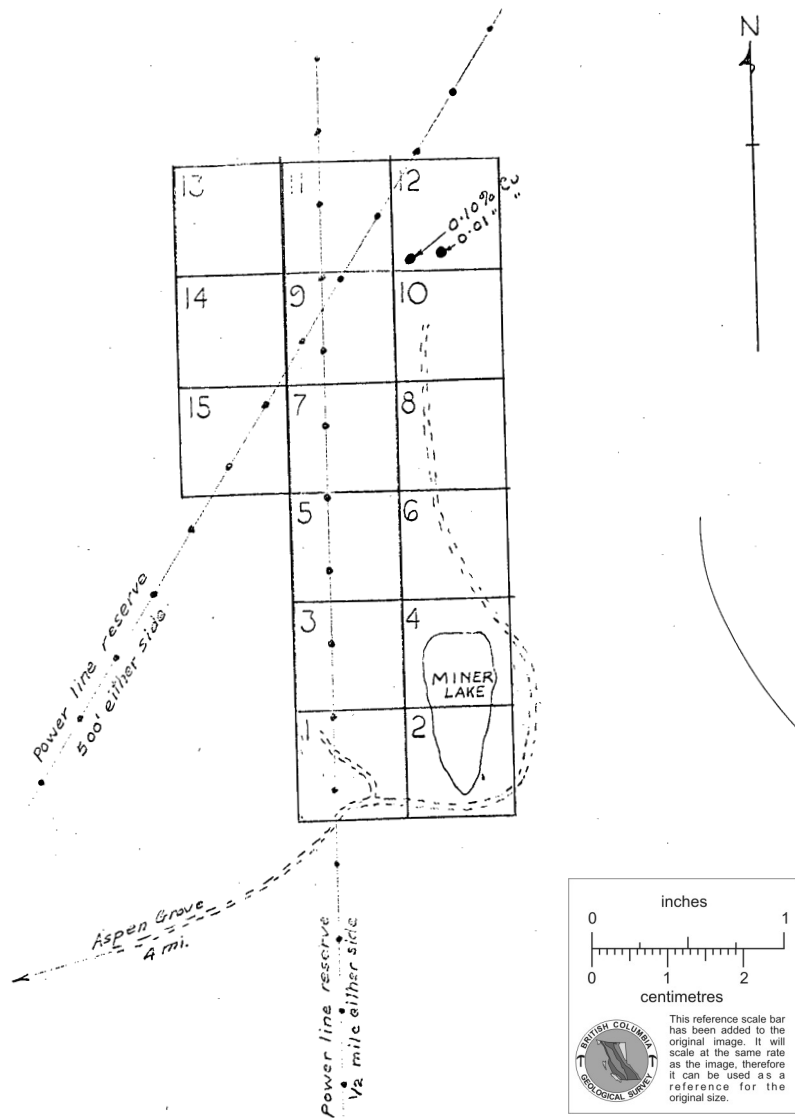 N
13
11
12
0.10% Cu
0.01" "
14
9
10
15
7
8
5
6
3
4
MINER
LAKE
1
2
Power line reserve
500' either side.
Aspen Grove
4 mi.
Power line reserve
1/2 mile either side
inches
0 1
0 1 2
centimetres
BRITISH COLUMBIA
GEOLOGICAL SURVEY
This reference scale bar
has been added to the
original image. It will
scale at the same rate
as the image, therefore
it can be used as a
reference for the
original size.